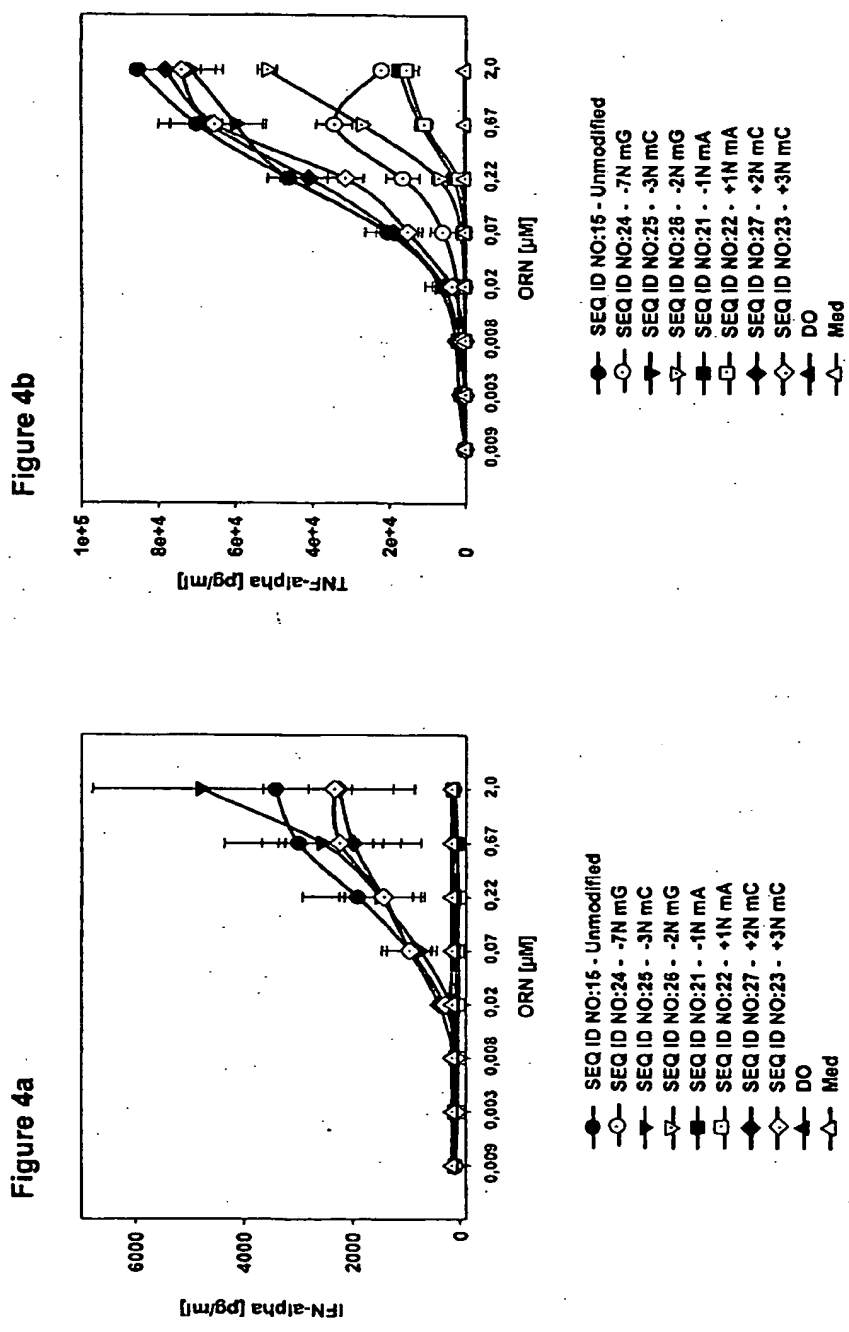 Figure 4a
IFN-alpha [pg/ml]
6000
4000
2000
0
0,009
0,003
0,008
0,02
0,07
0,22
0,67
2,0
ORN [µM]
SEQ ID NO:15 - Unmodified
SEQ ID NO:24 - -7N mG
SEQ ID NO:25 - -3N mC
SEQ ID NO:26 - -2N mG
SEQ ID NO:21 - -1N mA
SEQ ID NO:22 - +1N mA
SEQ ID NO:27 - +2N mC
SEQ ID NO:23 - +3N mC
DO
Med
Figure 4b
TNF-alpha [pg/ml]
1e+5
8e+4
6e+4
4e+4
2e+4
0
0,009
0,003
0,008
0,02
0,07
0,22
0,67
2,0
ORN [µM]
SEQ ID NO:15 - Unmodified
SEQ ID NO:24 - -7N mG
SEQ ID NO:25 - -3N mC
SEQ ID NO:26 - -2N mG
SEQ ID NO:21 - -1N mA
SEQ ID NO:22 - +1N mA
SEQ ID NO:27 - +2N mC
SEQ ID NO:23 - +3N mC
DO
Med